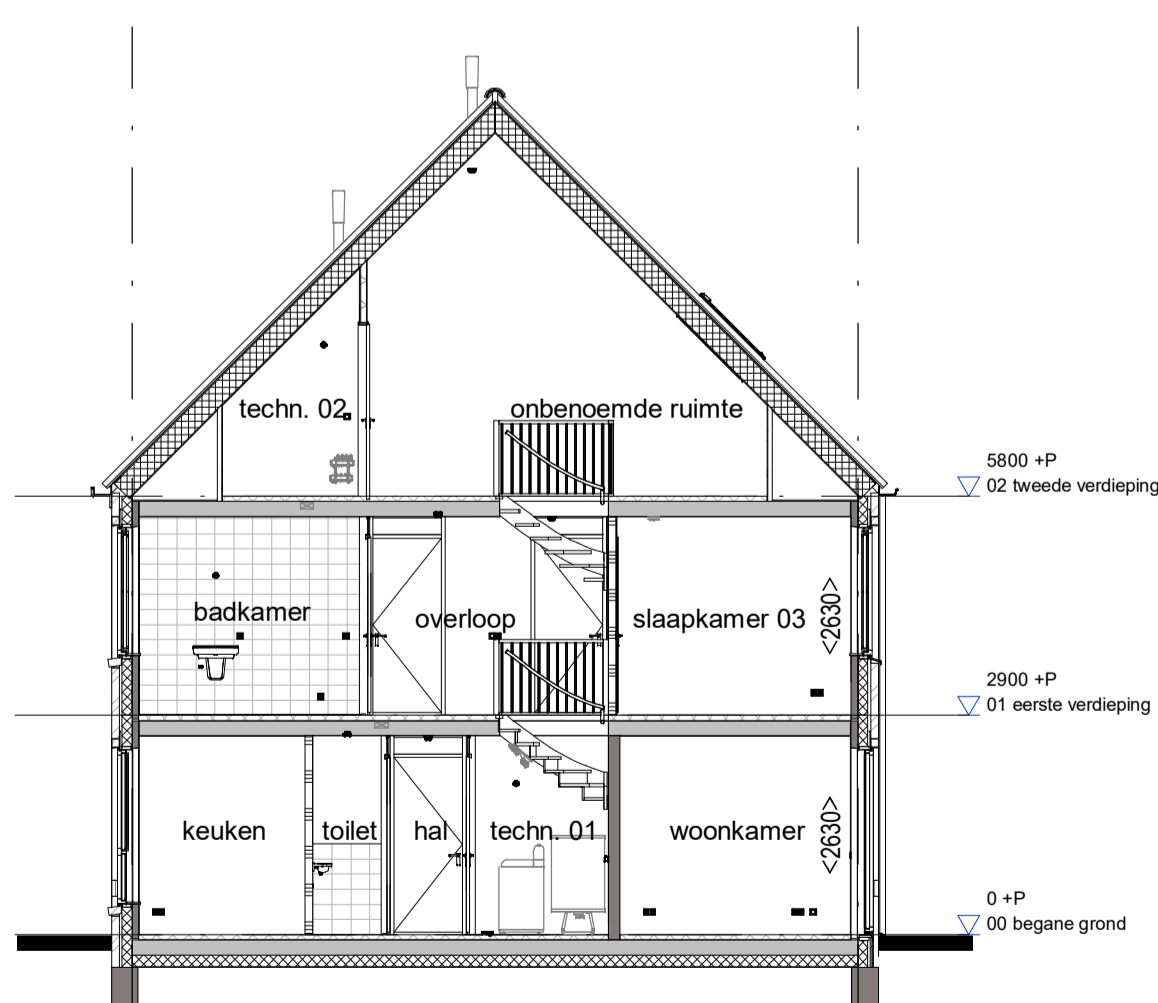 techn. 02
onbenoemde ruimte
5800 +P
02 tweede verdieping
badkamer
overloop
slaapkamer 03
<2630>
2900 +P
01 eerste verdieping
keuken
toilet
hal
techn. 01
woonkamer
<2630>
0 +P
00 begane grond